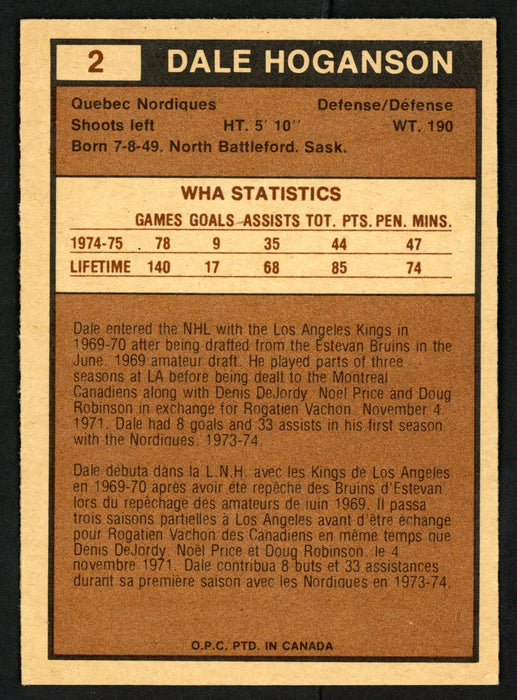 2 DALE HOGANSON
Quebec Nordiques Defense/Défense
Shoots left HT. 5' 10'' WT. 190
Born 7-8-49. North Battleford. Sask.
WHA STATISTICS
GAMES GOALS ASSISTS TOT. PTS. PEN. MINS.
1974-75 78 9 35 44 47
LIFETIME 140 17 68 85 74
Dale entered the NHL with the Los Angeles Kings in
1969-70 after being drafted from the Estevan Bruins in the
June. 1969 amateur draft. He played parts of three
seasons at LA before being dealt to the Montreal
Canadiens along with Denis DeJordy. Noel Price and Doug
Robinson in exchange for Rogatien Vachon. November 4.
1971. Dale had 8 goals and 33 assists in his first season
with the Nordiques. 1973-74.
Dale débuta dans la L.N.H. avec les Kings de Los Angeles
en 1969-70 après avoir été repêche des Bruins d'Estevan
lors du repêchage des amateurs de juin 1969. Il passa
trois saisons partielles à Los Angeles avant d'être échange
pour Rogatien Vachon des Canadiens en même temps que
Denis DeJordy. Noël Price et Doug Robinson. le 4
novembre 1971. Dale contribua 8 buts et 33 assistances
durant sa première saison avec les Nordiques en 1973-74.
O.P.C. PTD. IN CANADA